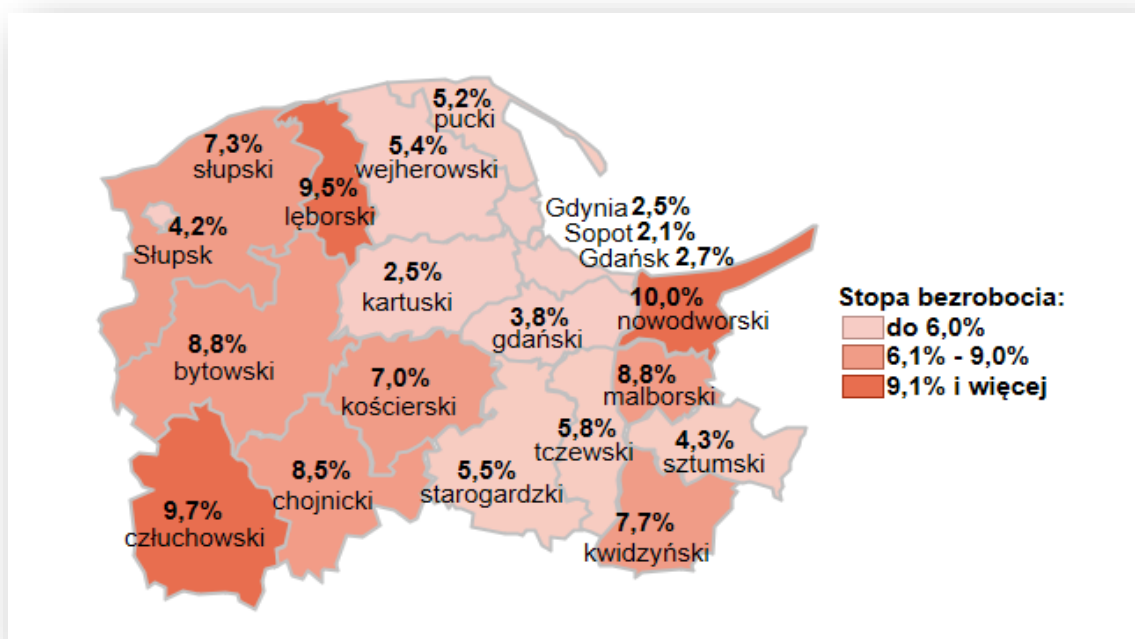 5,2%
pucki
7,3%
słupski
5,4%
wejherowski
9,5%
lęborski
4,2%
Słupsk
Gdynia 2,5%
Sopot 2,1%
Gdańsk 2,7%
2,5%
kartuski
3,8%
gdański
10,0%
nowodworski
8,8%
bytowski
7,0%
kościerski
8,8%
malborski
5,8%
tczewski
4,3%
sztumski
8,5%
chojnicki
5,5%
starogardzki
9,7%
człuchowski
7,7%
kwidzyński
Stopa bezrobocia:
do 6,0%
6,1% - 9,0%
9,1% i więcej